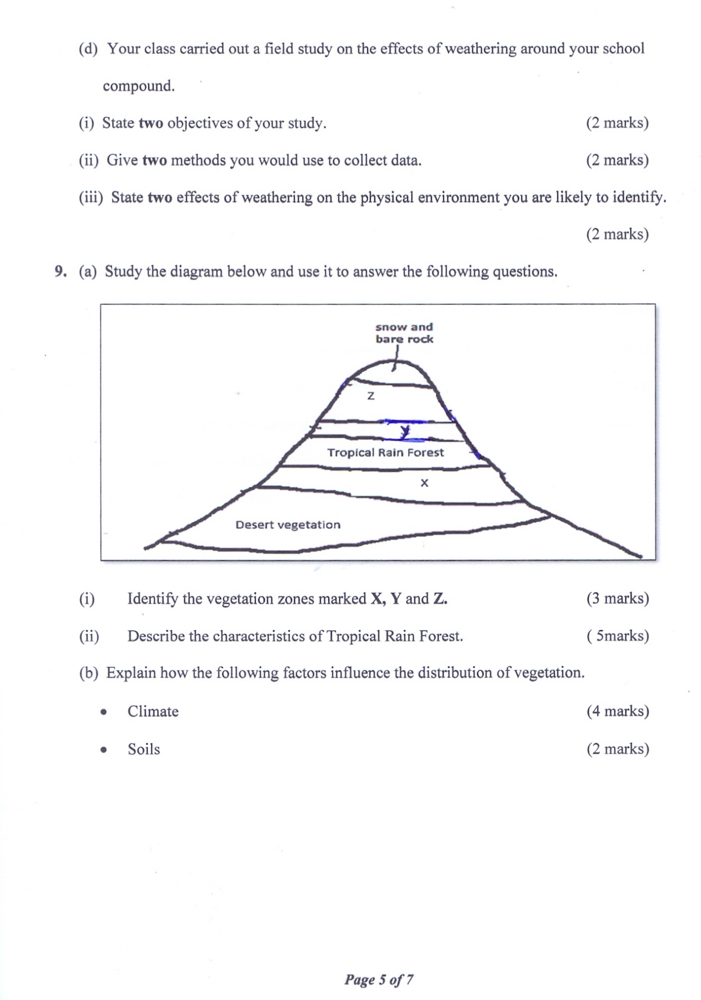 (d) Your class carried out a field study on the effects of weathering around your school
compound.
(i) State two objectives of your study. (2 marks)
(ii) Give two methods you would use to collect data. (2 marks)
(iii) State two effects of weathering on the physical environment you are likely to identify.
(2 marks)
9. (a) Study the diagram below and use it to answer the following questions.
snow and
bare rock
Z
y
Tropical Rain Forest
X
Desert vegetation
(i) Identify the vegetation zones marked X, Y and Z. (3 marks)
(ii) Describe the characteristics of Tropical Rain Forest. ( 5marks)
(b) Explain how the following factors influence the distribution of vegetation.
• Climate (4 marks)
• Soils (2 marks)
Page 5 of 7